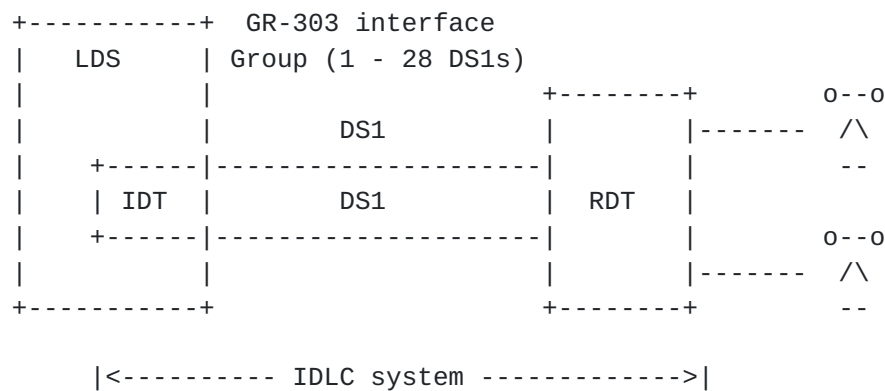 +-----------+  GR-303 interface
|    LDS     | Group (1 - 28 DS1s)
|           |                     +--------+        o--o
|           |        DS1          |        |-------  /\
|    +------|---------------------|        |         --
|    | IDT  |        DS1          |  RDT   |
|    +------|---------------------|        |        o--o
|           |                     |        |-------  /\
+-----------+                     +--------+         --
|<---------- IDLC system ------------->|